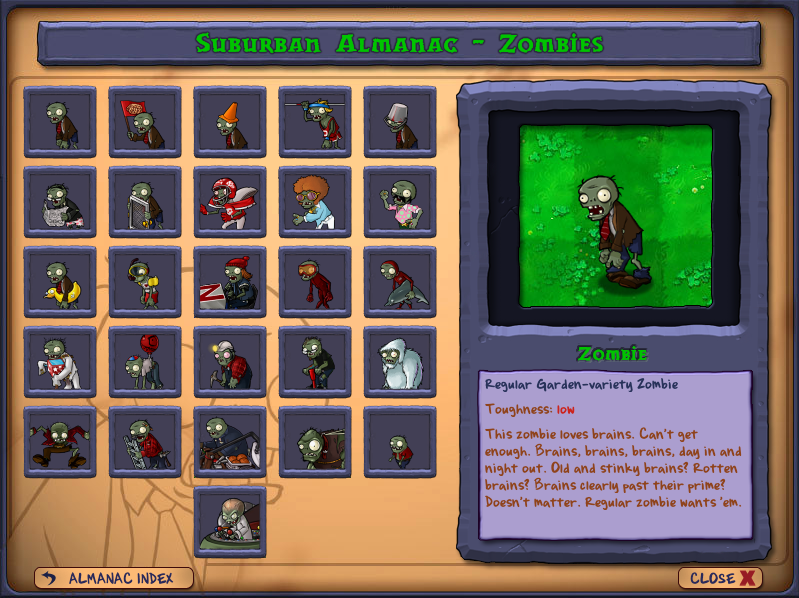 Suburban Almanac - Zombies
Zombie
Regular Garden-variety Zombie
Toughness: low
This zombie loves brains. Can't get
enough. Brains, brains, brains, day in and
night out. Old and stinky brains? Rotten
brains? Brains clearly past their prime?
Doesn't matter. Regular zombie wants 'em.
ALMANAC INDEX
CLOSE X